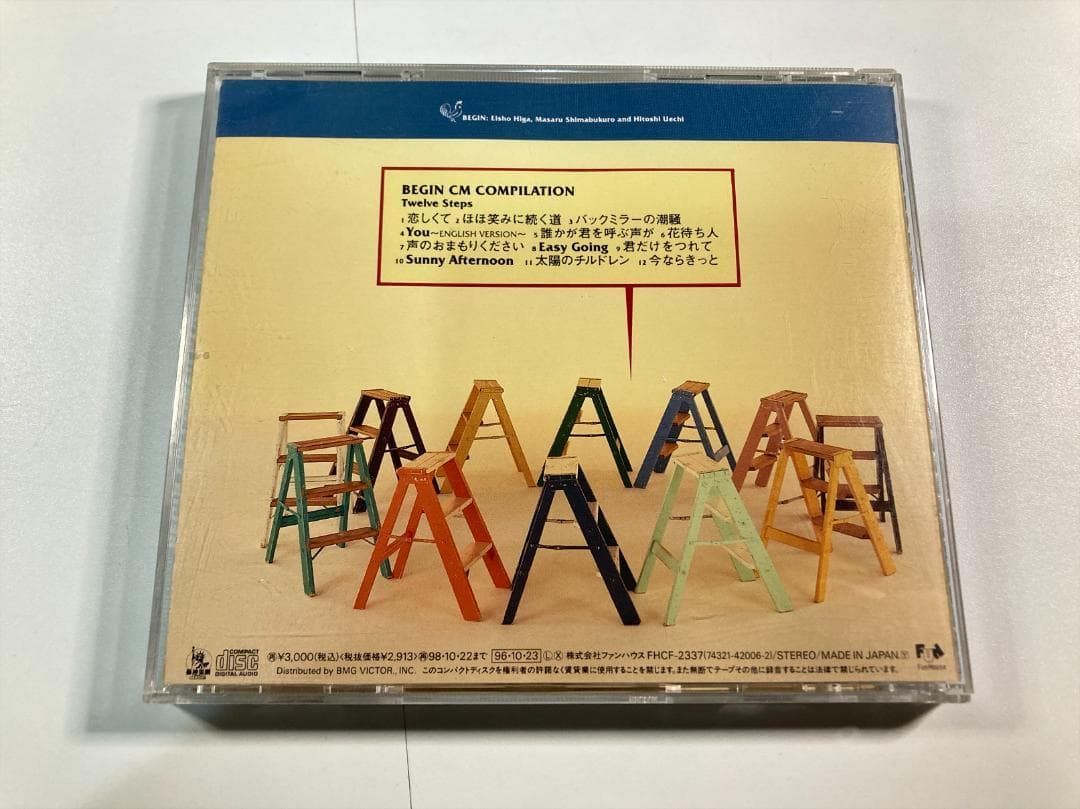 BEGIN: Eisho Higa, Masaru Shimabukuro and Hitoshi Uechi
BEGIN CM COMPILATION
Twelve Steps
1 恋しくて 2 ほほ笑みに続く道 3 バックミラーの潮騒
4 You〜ENGLISH VERSION〜 5 誰かが君を呼ぶ声が 6 花待ち人
7 声のおまもりください 8 Easy Going 9 君だけをつれて
10 Sunny Afternoon 11 太陽のチルドレン 12 今ならきっと
COMPACT disc DIGITAL AUDIO
再¥3,000(税込)〈税抜価格¥2,913〉再98・10・22まで 96・10・23 Ⓛ Ⓧ 株式会社ファンハウス FHCF-2337(74321-42006-2)/STEREO/MADE IN JAPAN.
Distributed by BMG VICTOR, INC. このコンパクトディスクを権利者の許諾なく賃貸業に使用することを禁じます。また無断でテープその他に録音することは法律で禁じられています。
FUN HOUSE